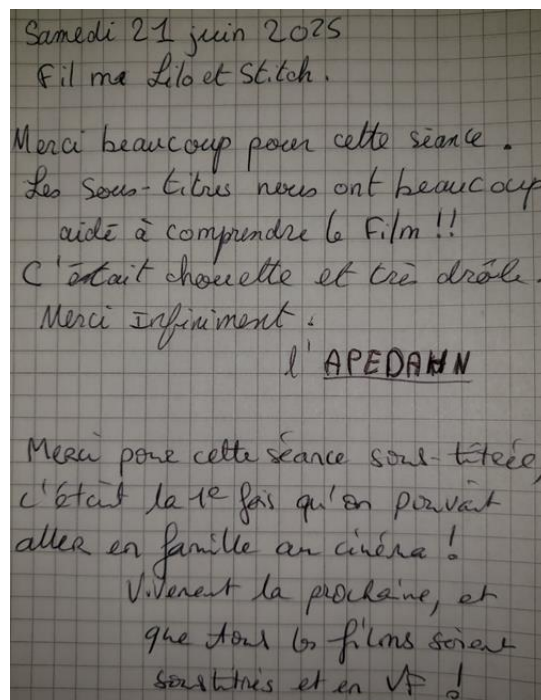 Samedi 21 juin 2025
Film Lilo et Stitch.
Merci beaucoup pour cette séance.
Les sous-titres nous ont beaucoup
aidé à comprendre le Film !!
C'était chouette et très drôle.
Merci Infiniment.
l'APEDAHN
Merci pour cette séance sous-titrée,
c'était la 1e fois qu'on pouvait
aller en famille au cinéma !
Vivement la prochaine, et
que tous les films soient
soustitrés et en VF !